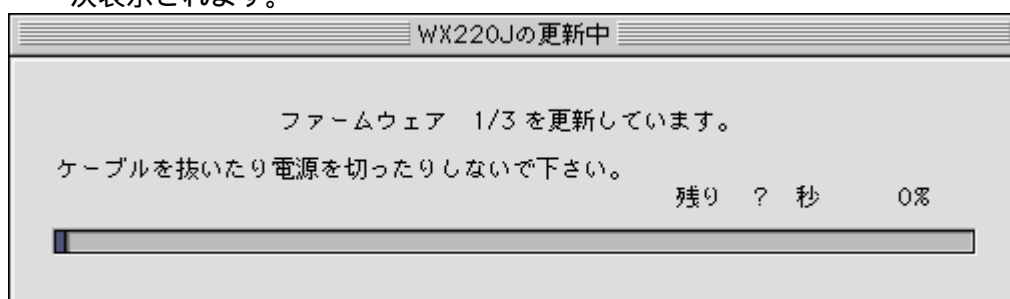 次表示されます。
WX220Jの更新中
ファームウェア 1/3 を更新しています。
ケーブルを抜いたり電源を切ったりしないで下さい。
残り ? 秒 0%